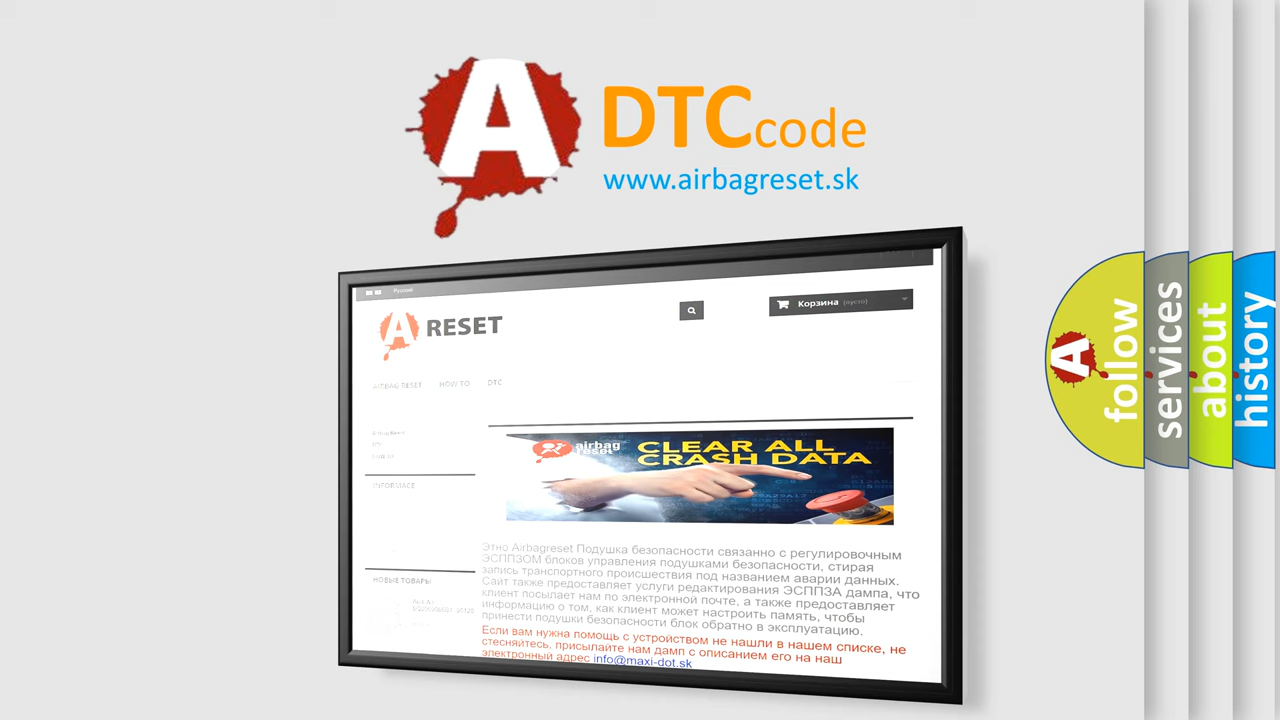 A
DTCcode
www.airbagreset.sk
Русский
A RESET
Корзина (пусто)
AIRBAG RESET HOW TO DTC
INFORMACE
airbag
reset
CLEAR ALL
CRASH DATA
НОВЫЕ ТОВАРЫ
Этно Airbagreset Подушка безопасности связанно с регулировочным
ЭСППЗОМ блоков управления подушками безопасности, стирая
запись транспортного происшествия под названием аварии данных.
Сайт также предоставляет услуги редактирования ЭСППЗА дампа, что
клиент посылает нам по электронной почте, а также предоставляет
информацию о том, как клиент может настроить память, чтобы
принести подушки безопасности блок обратно в эксплуатацию.
Если вам нужна помощь с устройством не нашли в нашем списке, не
стесняйтесь, присылайте нам дамп с описанием его на наш
электронный адрес info@maxi-dot.sk
A
follow
services
about
history